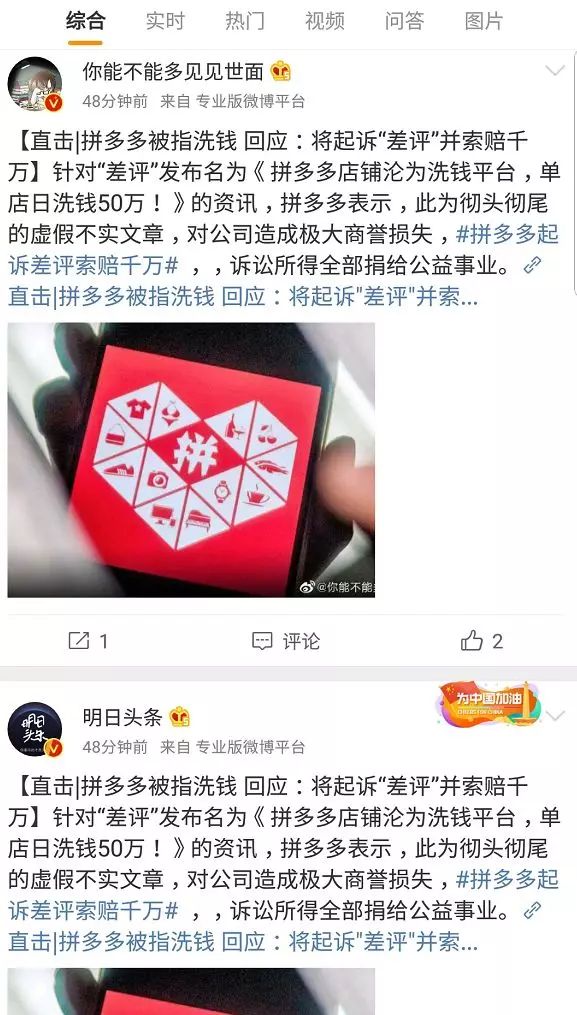 综合 实时 热门 视频 问答 图片
你能不能多见见世面
48分钟前 来自 专业版微博平台
【直击|拼多多被指洗钱 回应：将起诉“差评”并索赔千
万】针对“差评”发布名为《拼多多店铺沦为洗钱平台，单
店日洗钱50万！》的资讯，拼多多表示，此为彻头彻尾
的虚假不实文章，对公司造成极大商誉损失，#拼多多起
诉差评索赔千万# ，，诉讼所得全部捐给公益事业。
直击|拼多多被指洗钱 回应：将起诉"差评"并索...
拼
@你能不能
1 评论 2
为中国加油
CHEERS FOR CHINA
明日头条
明日
头条
48分钟前 来自 专业版微博平台
【直击|拼多多被指洗钱 回应：将起诉“差评”并索赔千
万】针对“差评”发布名为《拼多多店铺沦为洗钱平台，单
店日洗钱50万！》的资讯，拼多多表示，此为彻头彻尾
的虚假不实文章，对公司造成极大商誉损失，#拼多多起
诉差评索赔千万# ，，诉讼所得全部捐给公益事业。
直击|拼多多被指洗钱 回应：将起诉"差评"并索...